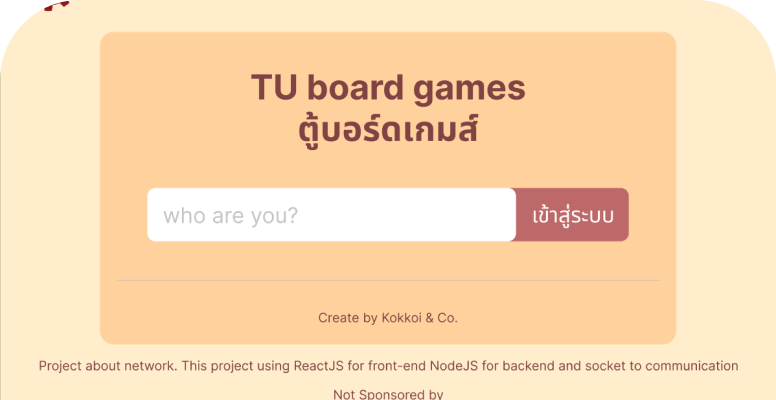 TU board games
ตู้บอร์ดเกมส์
who are you?
เข้าสู่ระบบ
Create by Kokkoi & Co.
Project about network. This project using ReactJS for front-end NodeJS for backend and socket to communication
Not Sponsored by